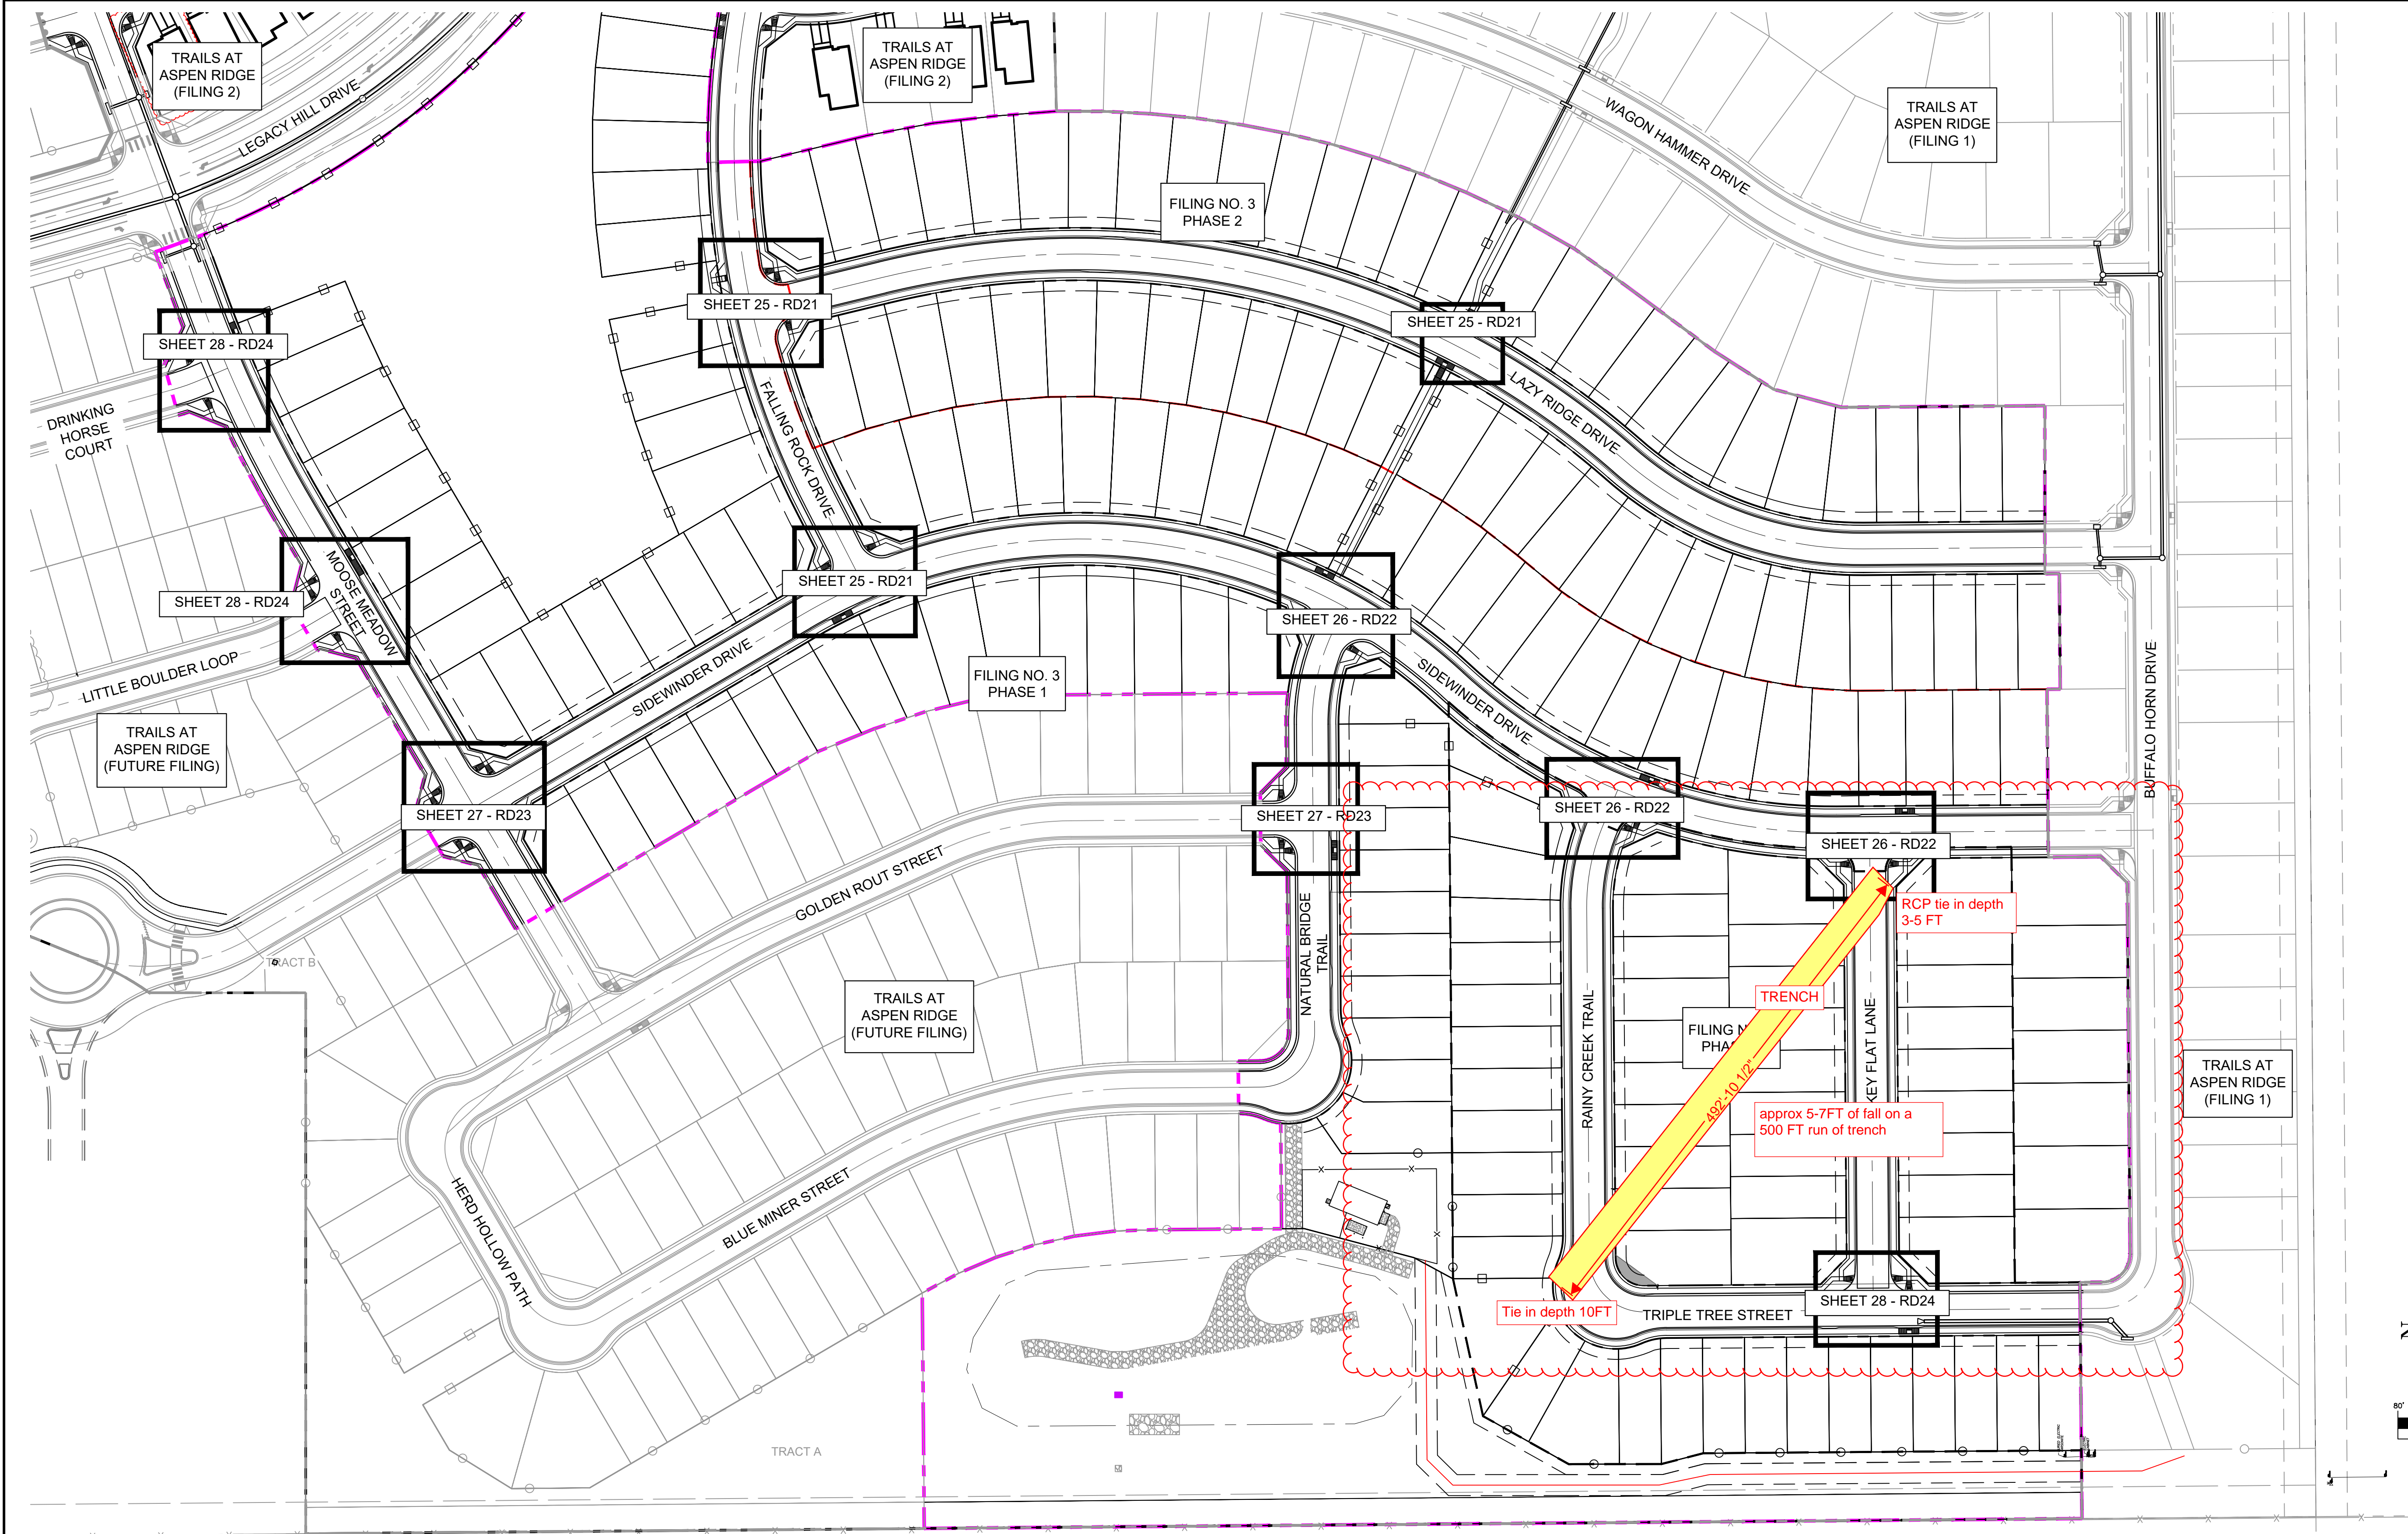 TRAILS AT
ASPEN RIDGE
(FILING 2)
LEGACY HILL DRIVE
TRAILS AT
ASPEN RIDGE
(FILING 2)
WAGON HAMMER DRIVE
TRAILS AT
ASPEN RIDGE
(FILING 1)
FILING NO. 3
PHASE 2
SHEET 25 - RD21
SHEET 25 - RD21
SHEET 28 - RD24
DRINKING
HORSE
COURT
FALLING ROCK DRIVE
LAZY RIDGE DRIVE
SHEET 25 - RD21
MOOSE MEADOW
STREET
SHEET 28 - RD24
SHEET 26 - RD22
LITTLE BOULDER LOOP
SIDEWINDER DRIVE
FILING NO. 3
PHASE 1
SIDEWINDER DRIVE
BUFFALO HORN DRIVE
TRAILS AT
ASPEN RIDGE
(FUTURE FILING)
SHEET 27 - RD23
SHEET 27 - RD23
SHEET 26 - RD22
SHEET 26 - RD22
GOLDEN ROUT STREET
RCP tie in depth
3-5 FT
NATURAL BRIDGE
TRAIL
TRACT B
TRENCH
TRAILS AT
ASPEN RIDGE
(FUTURE FILING)
RAINY CREEK TRAIL
FILING N
PHA
KEY FLAT LANE
492'-10 1/2"
TRAILS AT
ASPEN RIDGE
(FILING 1)
approx 5-7FT of fall on a
500 FT run of trench
HERD HOLLOW PATH
BLUE MINER STREET
Tie in depth 10FT
TRIPLE TREE STREET
SHEET 28 - RD24
N
80'
TRACT A